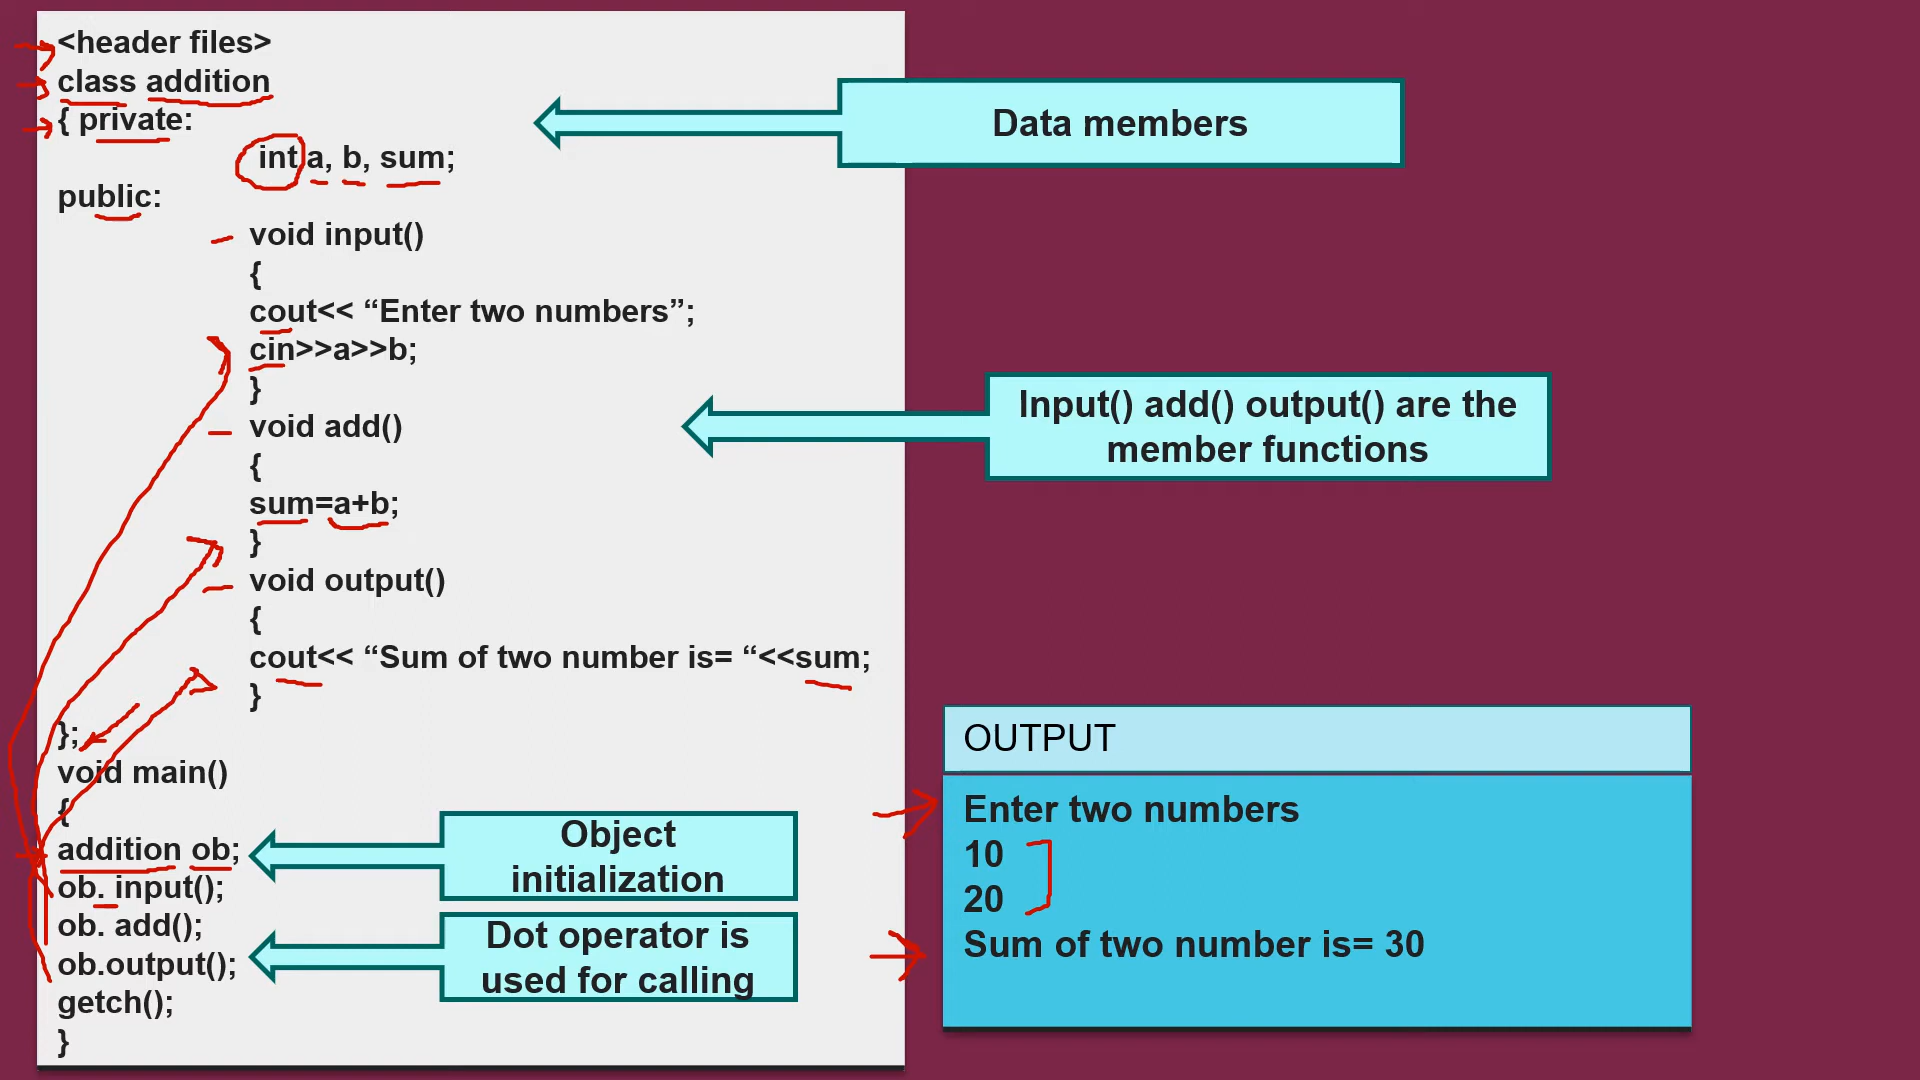 <header files>
class addition
{ private:
int a, b, sum;
public:
void input()
{
cout<< “Enter two numbers”;
cin>>a>>b;
}
void add()
{
sum=a+b;
}
void output()
{
cout<< “Sum of two number is= “<<sum;
}
};
void main()
{
addition ob;
ob. input();
ob. add();
ob.output();
getch();
}
Data members
Input() add() output() are the
member functions
Object
initialization
Dot operator is
used for calling
OUTPUT
Enter two numbers
10
20
Sum of two number is= 30